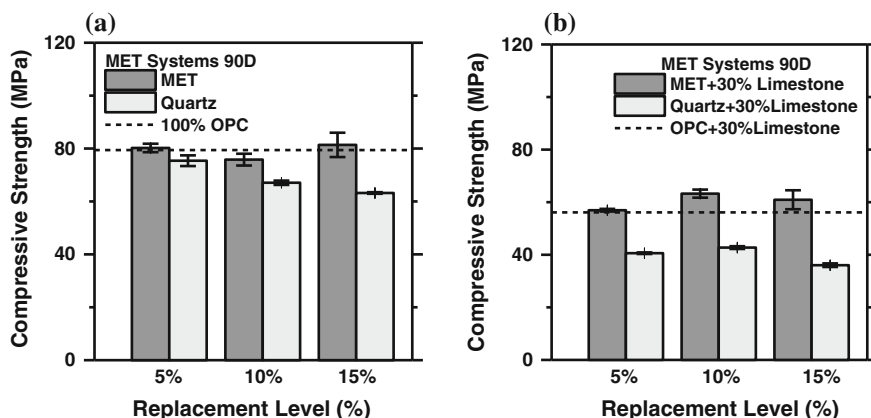 (a)
120
80
40
0
Compressive Strength (MPa)
MET Systems 90D
MET
Quartz
100% OPC
5% 10% 15%
Replacement Level (%)
(b)
120
80
40
0
Compressive Strength (MPa)
MET Systems 90D
MET+30% Limestone
Quartz+30%Limestone
OPC+30%Limestone
5% 10% 15%
Replacement Level (%)